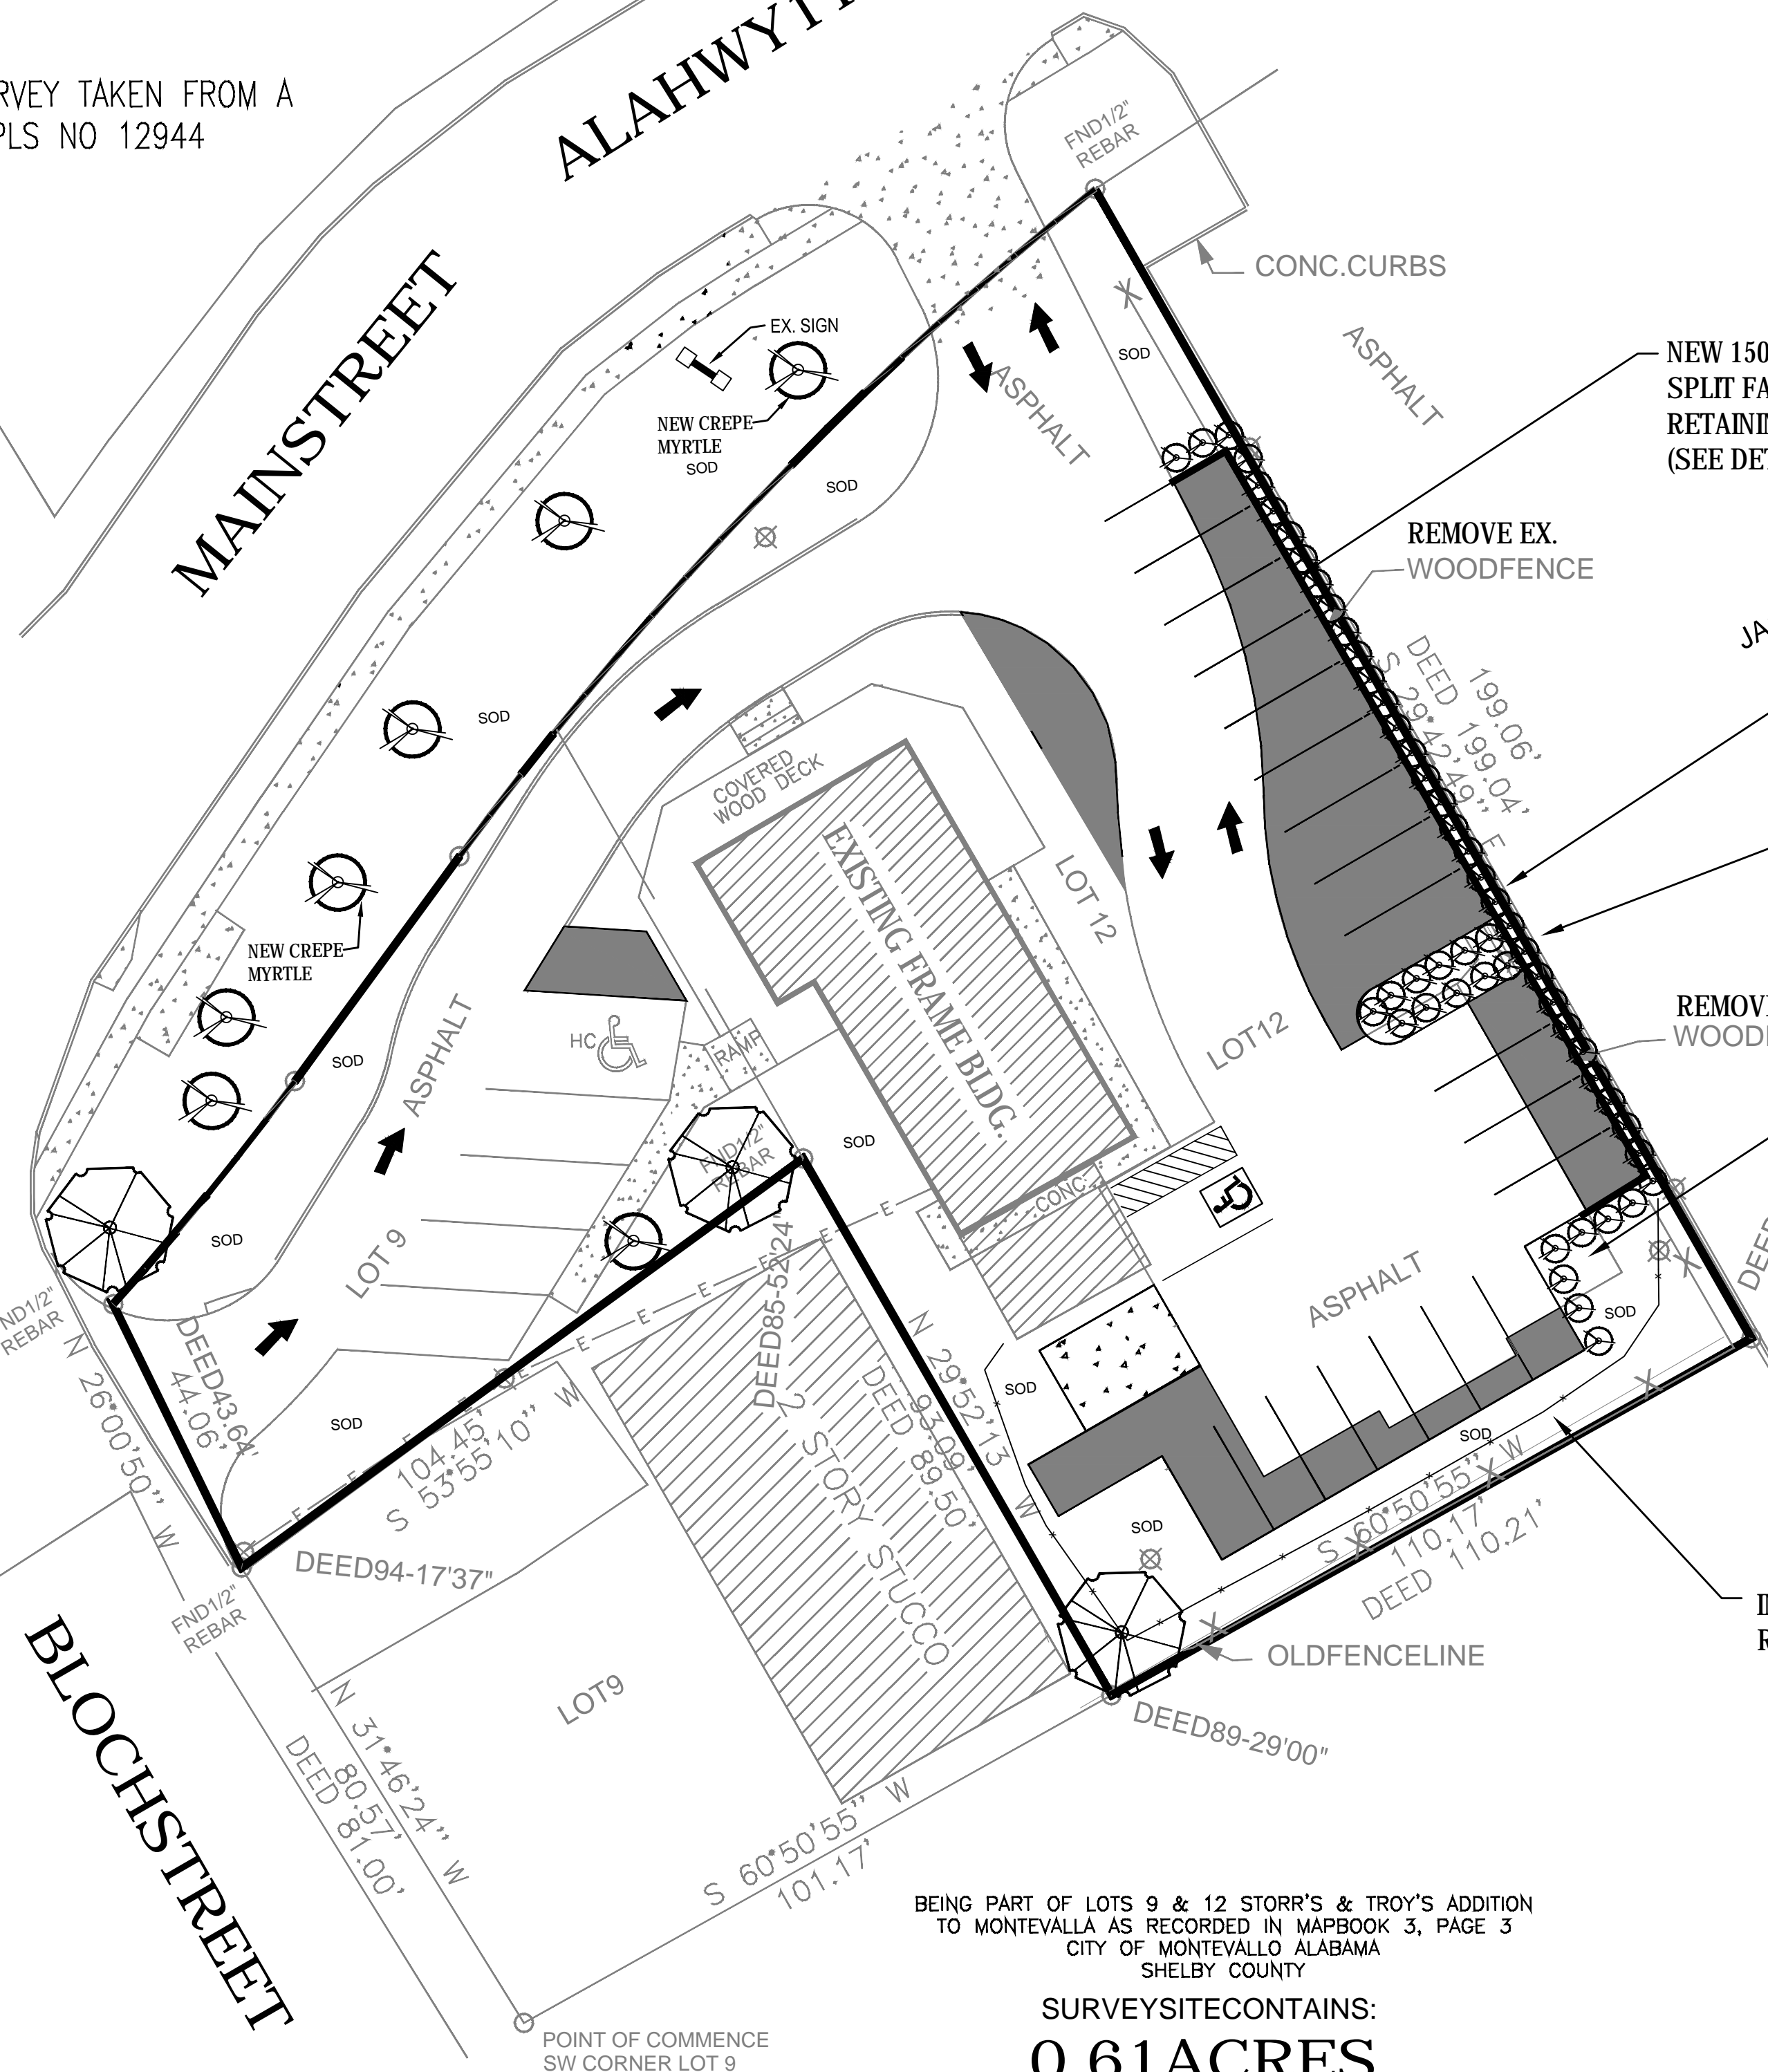 RVEY TAKEN FROM A
PLS NO 12944
ALAHWY
MAINSTREET
FND1/2"
REBAR
CONC.CURBS
EX. SIGN
NEW CREPE
MYRTLE
SOD
SOD
SOD
ASPHALT
ASPHALT
NEW 150
SPLIT FA
RETAINI
(SEE DET
REMOVE EX.
WOODFENCE
JA
199.06'
DEED 199.04'
S 29°42'49" E
SOD
COVERED
WOOD DECK
EXISTING FRAME BLDG.
LOT 12
LOT12
NEW CREPE
MYRTLE
SOD
ASPHALT
HC
RAMP
REMOVE
WOOD
SOD
FND1/2"
REBAR
CONC.
SOD
LOT 9
E E E E E E E E E
ASPHALT
SOD
DEED
ND1/2"
REBAR
N 26°00'50" W
DEED43.64'
44.06'
SOD
104.45'
S 53°55'10" W
DEED85-52'24"
2 STORY STUCCO
N 29°52'13 W
93.09'
DEED 89.50'
SOD
SOD
SOD
S 60°50'55" W
110.17'
DEED 110.21'
X X X X X X
DEED94-17'37"
FND1/2"
REBAR
BLOCHSTREET
OLDFENCELINE
DEED89-29'00"
LOT9
N 31°46'24" W
80.57'
DEED 81.00'
S 60°50'55" W
101.17'
BEING PART OF LOTS 9 & 12 STORR'S & TROY'S ADDITION
TO MONTEVALLA AS RECORDED IN MAPBOOK 3, PAGE 3
CITY OF MONTEVALLO ALABAMA
SHELBY COUNTY
SURVEYSITECONTAINS:
0.61ACRES
POINT OF COMMENCE
SW CORNER LOT 9